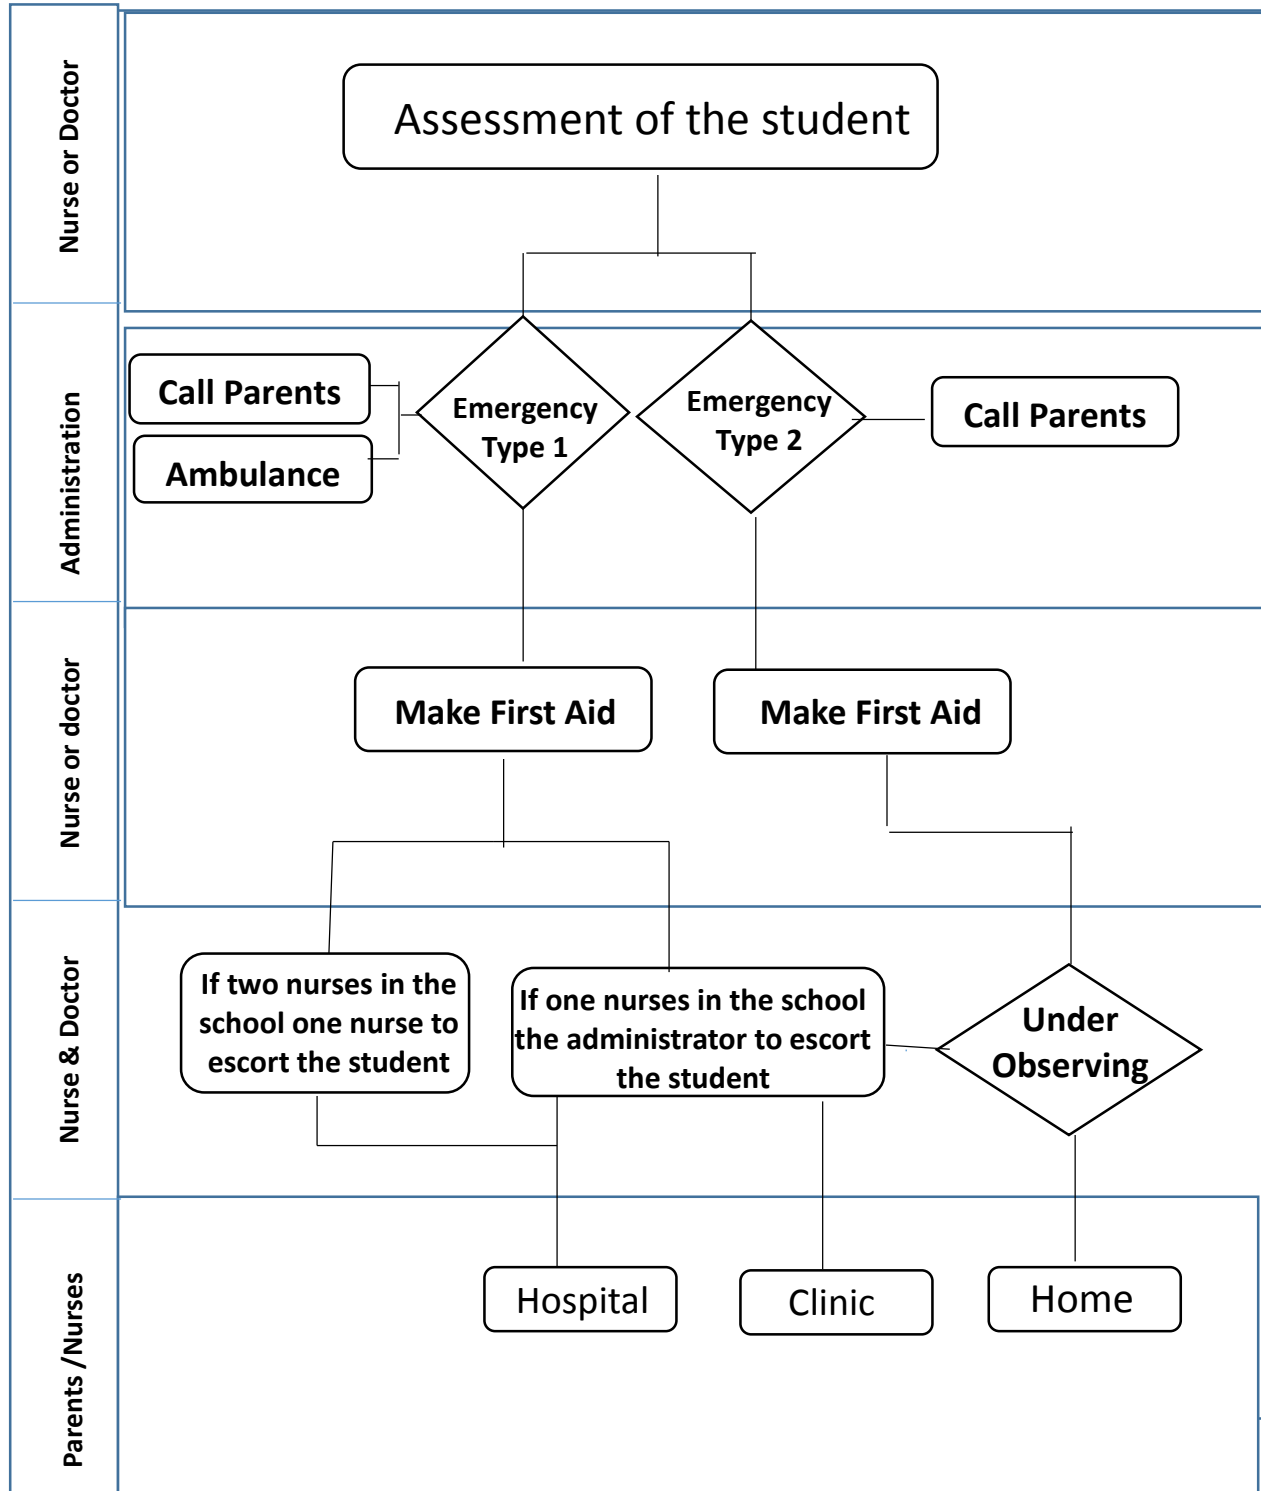 Nurse or Doctor
Assessment of the student
Administration
Call Parents
Ambulance
Emergency
Type 1
Emergency
Type 2
Call Parents
Nurse or doctor
Make First Aid
Make First Aid
Nurse & Doctor
If two nurses in the
school one nurse to
escort the student
If one nurses in the school
the administrator to escort
the student
Under
Observing
Parents /Nurses
Hospital
Clinic
Home